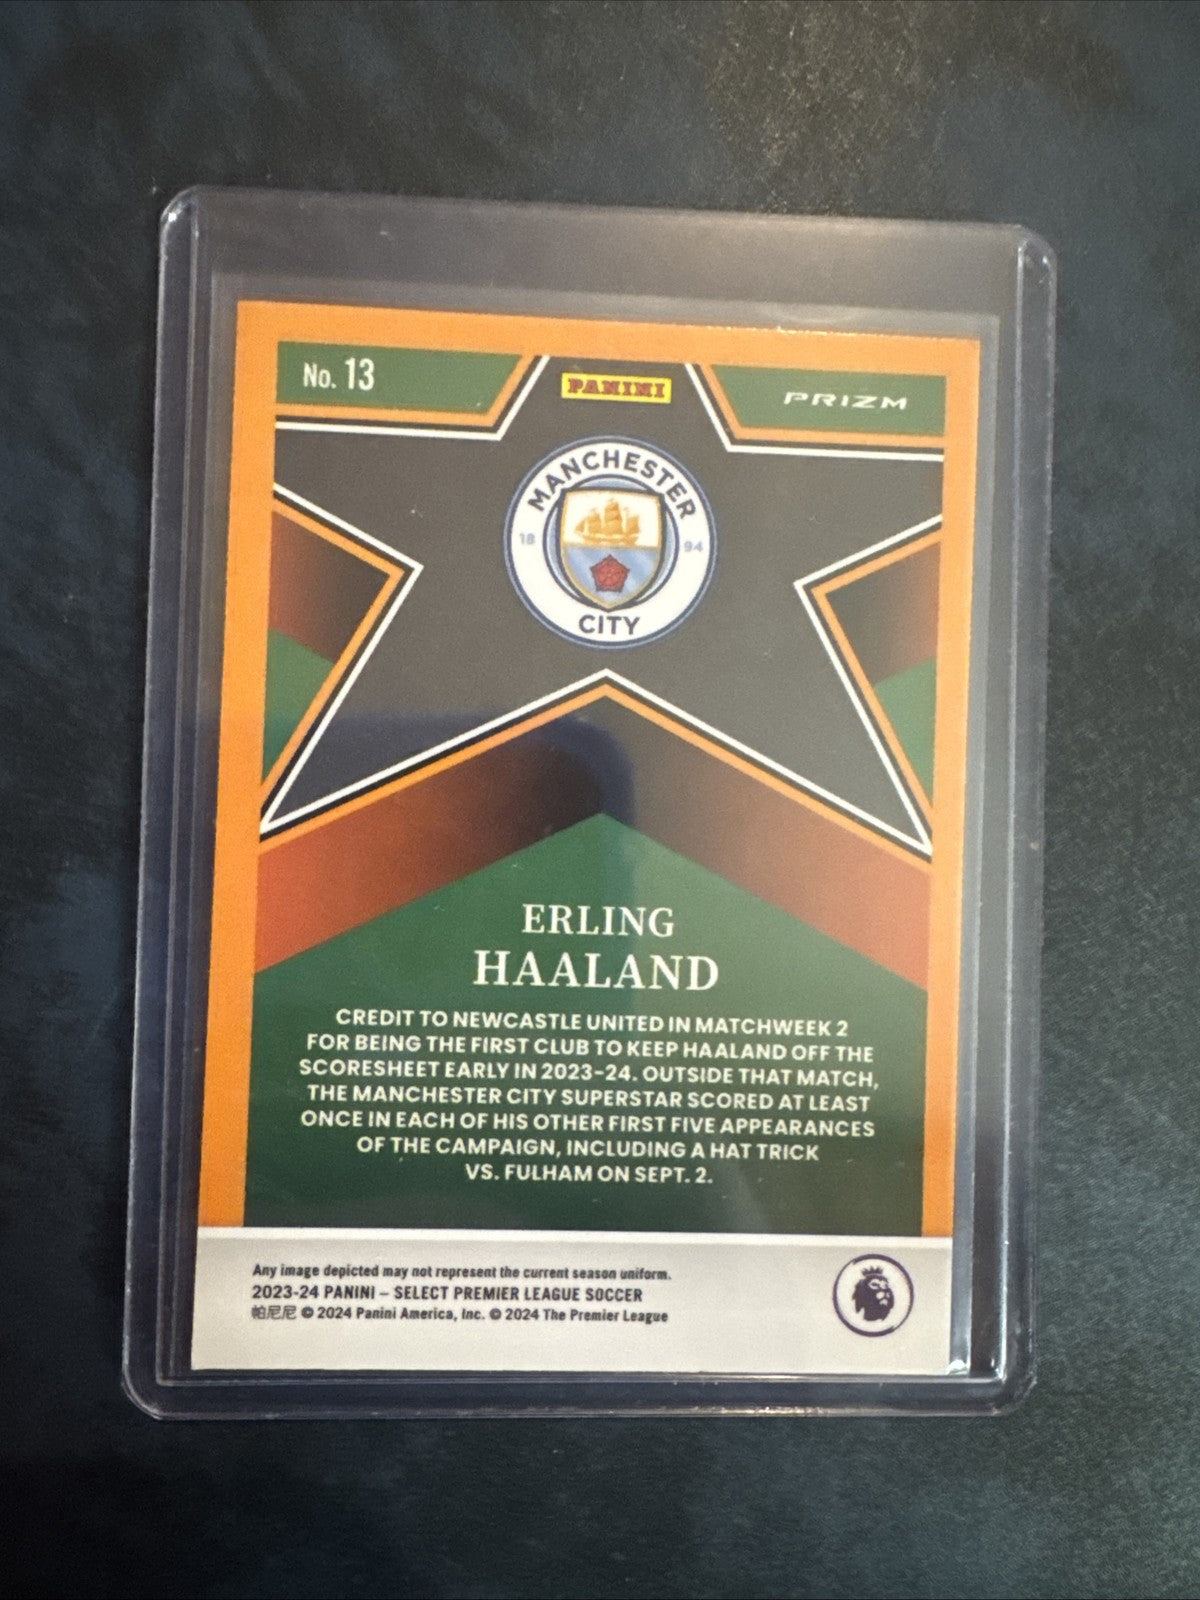 No. 13
PANINI
PRIZM
MANCHESTER
18 94
CITY
ERLING
HAALAND
CREDIT TO NEWCASTLE UNITED IN MATCHWEEK 2
FOR BEING THE FIRST CLUB TO KEEP HAALAND OFF THE
SCORESHEET EARLY IN 2023-24. OUTSIDE THAT MATCH,
THE MANCHESTER CITY SUPERSTAR SCORED AT LEAST
ONCE IN EACH OF HIS OTHER FIRST FIVE APPEARANCES
OF THE CAMPAIGN, INCLUDING A HAT TRICK
VS. FULHAM ON SEPT. 2.
Any image depicted may not represent the current season uniform.
2023-24 PANINI – SELECT PREMIER LEAGUE SOCCER
帕尼尼 © 2024 Panini America, Inc. © 2024 The Premier League